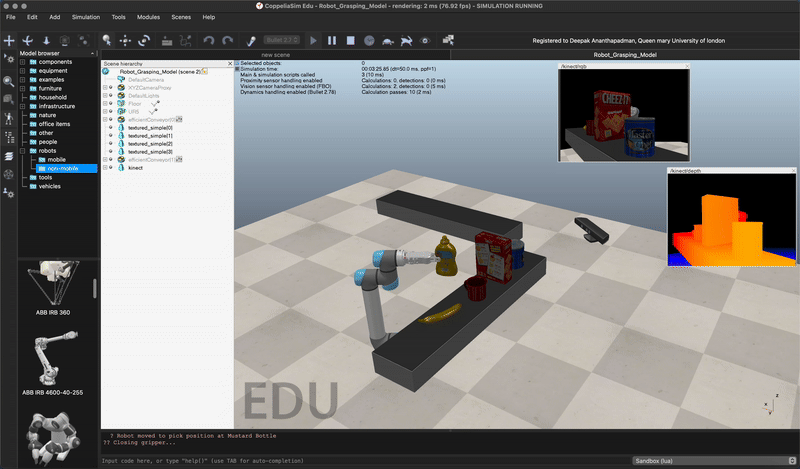 CoppeliaSim Edu - Robot_Grasping_Model - rendering: 2 ms (76.92 fps) - SIMULATION RUNNING
File Edit Add Simulation Tools Modules Scenes Help
Bullet 2.78
Registered to Deepak Ananthapadman, Queen mary University of london
Model browser
components
equipment
examples
furniture
household
infrastructure
nature
office items
other
people
robots
mobile
non-mobile
tools
vehicles
ABB IRB 360
ABB IRB 4600-40-255
Scene hierarchy
Robot_Grasping_Model (scene 2)
DefaultCamera
XYZCameraProxy
DefaultLights
Floor
UR5
efficientConveyor[0]
textured_simple[0]
textured_simple[1]
textured_simple[2]
textured_simple[3]
efficientConveyor[1]
kinect
new scene
Robot_Grasping_Model
Selected objects: 0
Simulation time: 00:03:25.85 (dt=50.0 ms, ppf=1)
Main & simulation scripts called 3 (10 ms)
Proximity sensor handling enabled Calculations: 0, detections: 0 (0 ms)
Vision sensor handling enabled (FBO) Calculations: 2, detections: 0 (5 ms)
Dynamics handling enabled (Bullet 2.78) Calculation passes: 10 (2 ms)
/kinect/rgb
CHEEZ-IT
/kinect/depth
EDU
? Robot moved to pick position at Mustard Bottle
?? Closing gripper...
Input code here, or type "help()" (use TAB for auto-completion)
Sandbox (lua)